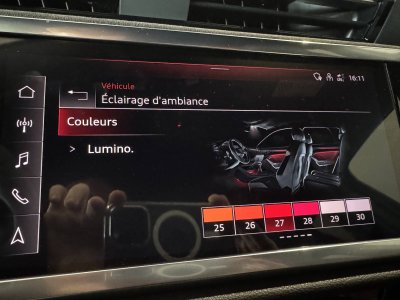 Véhicule
16:11
Éclairage d'ambiance
Couleurs
> Lumino.
25 26 27 28 29 30